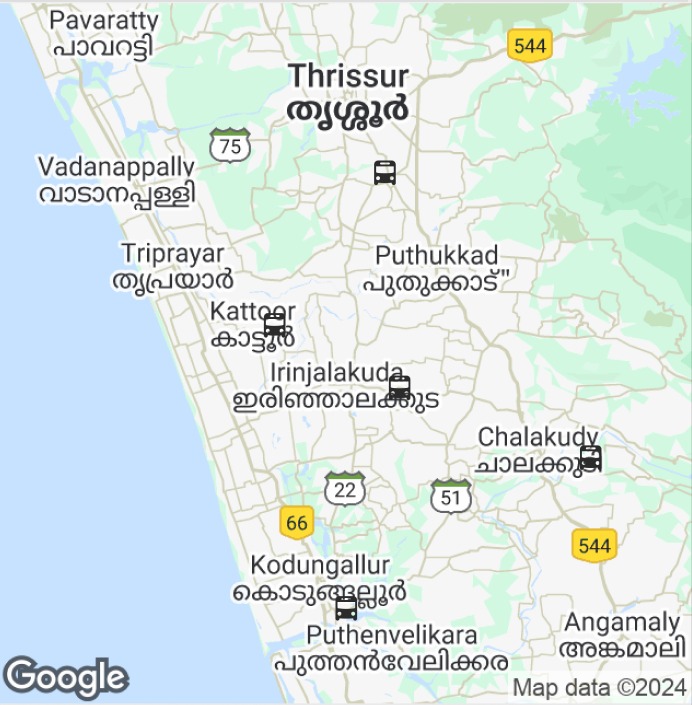 Pavaratty
പാവറട്ടി
544
Thrissur
തൃശ്ശൂർ
75
Vadanappally
വാടാനപ്പള്ളി
Triprayar
തൃപ്രയാർ
Puthukkad
പുതുക്കാട്"
Kattoor
കാട്ടൂർ
Irinjalakuda
ഇരിഞ്ഞാലക്കുട
Chalakudy
ചാലക്കുടി
22
51
66
544
Kodungallur
കൊടുങ്ങല്ലൂർ
Angamaly
അങ്കമാലി
Puthenvelikara
പുത്തൻവേലിക്കര
Google
Map data ©2024